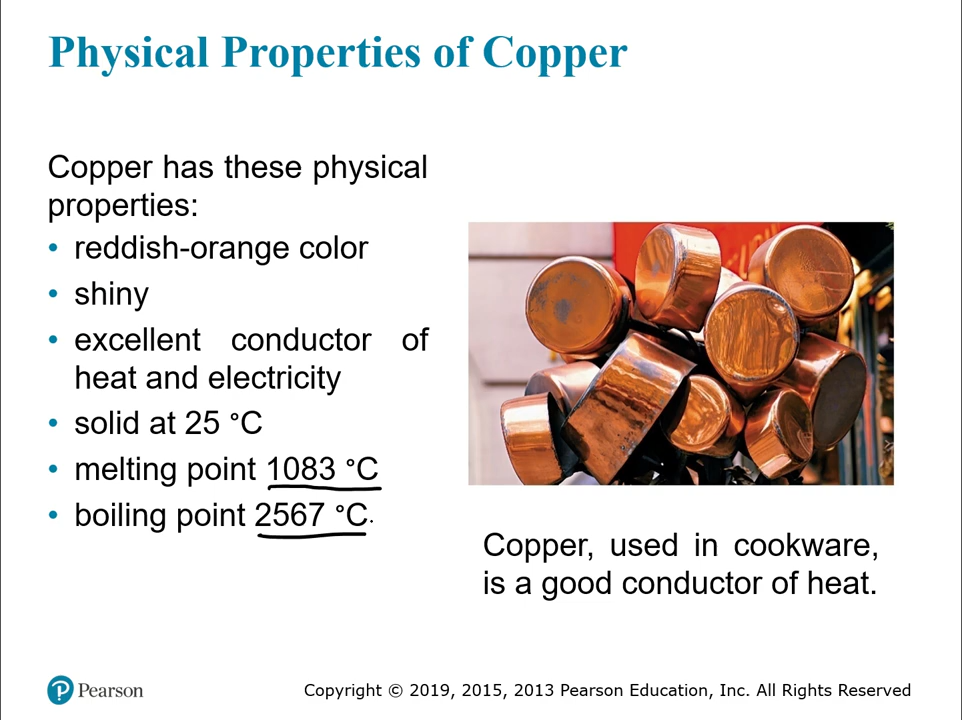 Physical Properties of Copper
Copper has these physical
properties:
• reddish-orange color
• shiny
• excellent conductor of
heat and electricity
• solid at 25 °C
• melting point 1083 °C
• boiling point 2567 °C
Copper, used in cookware,
is a good conductor of heat.
Pearson
Copyright © 2019, 2015, 2013 Pearson Education, Inc. All Rights Reserved